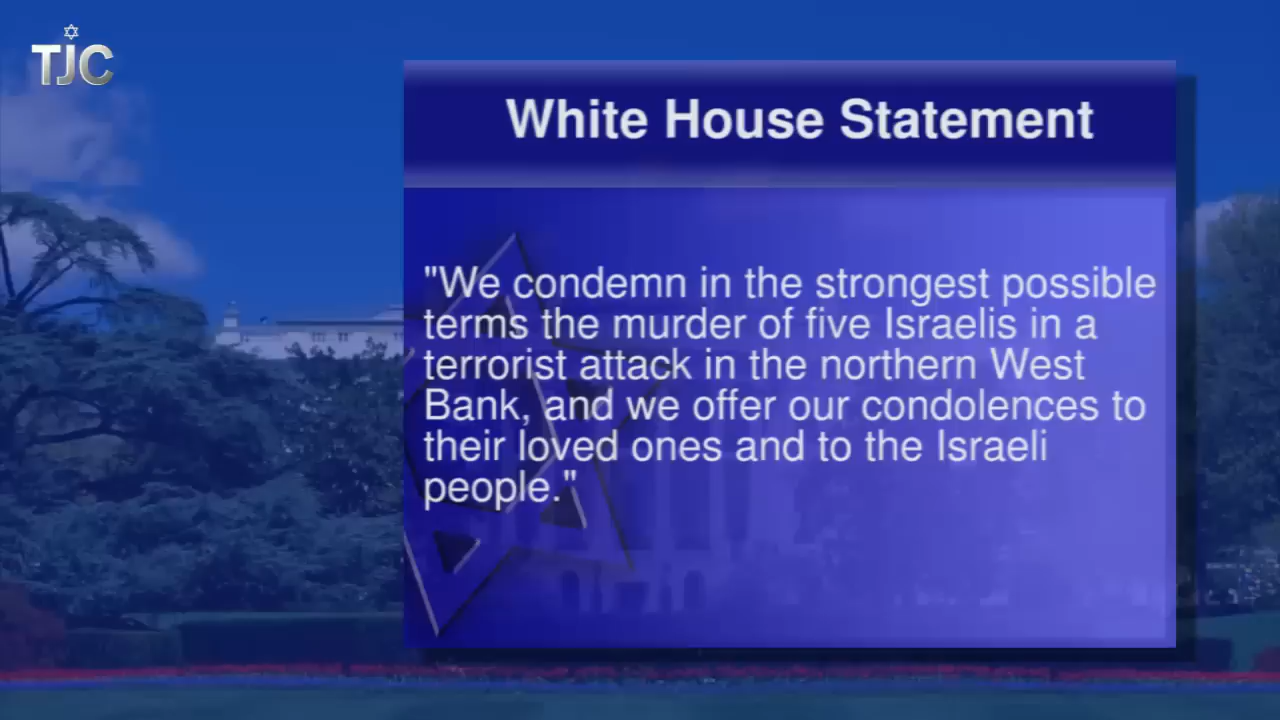 TJC
White House Statement
"We condemn in the strongest possible
terms the murder of five Israelis in a
terrorist attack in the northern West
Bank, and we offer our condolences to
their loved ones and to the Israeli
people."